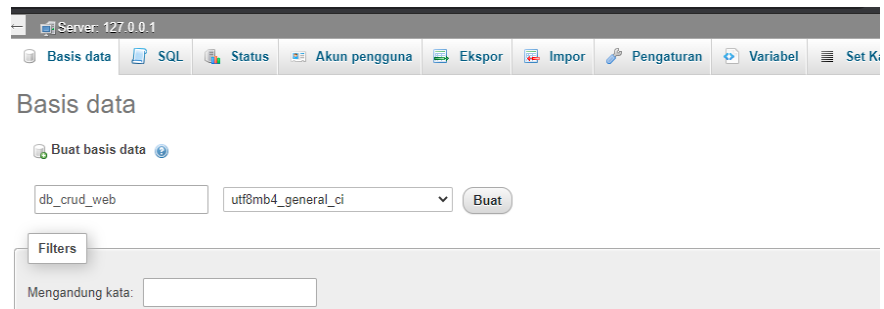 Server: 127.0.0.1
Basis data SQL Status Akun pengguna Ekspor Impor Pengaturan Variabel Set
Basis data
Buat basis data
db_crud_web utf8mb4_general_ci Buat
Filters
Mengandung kata: